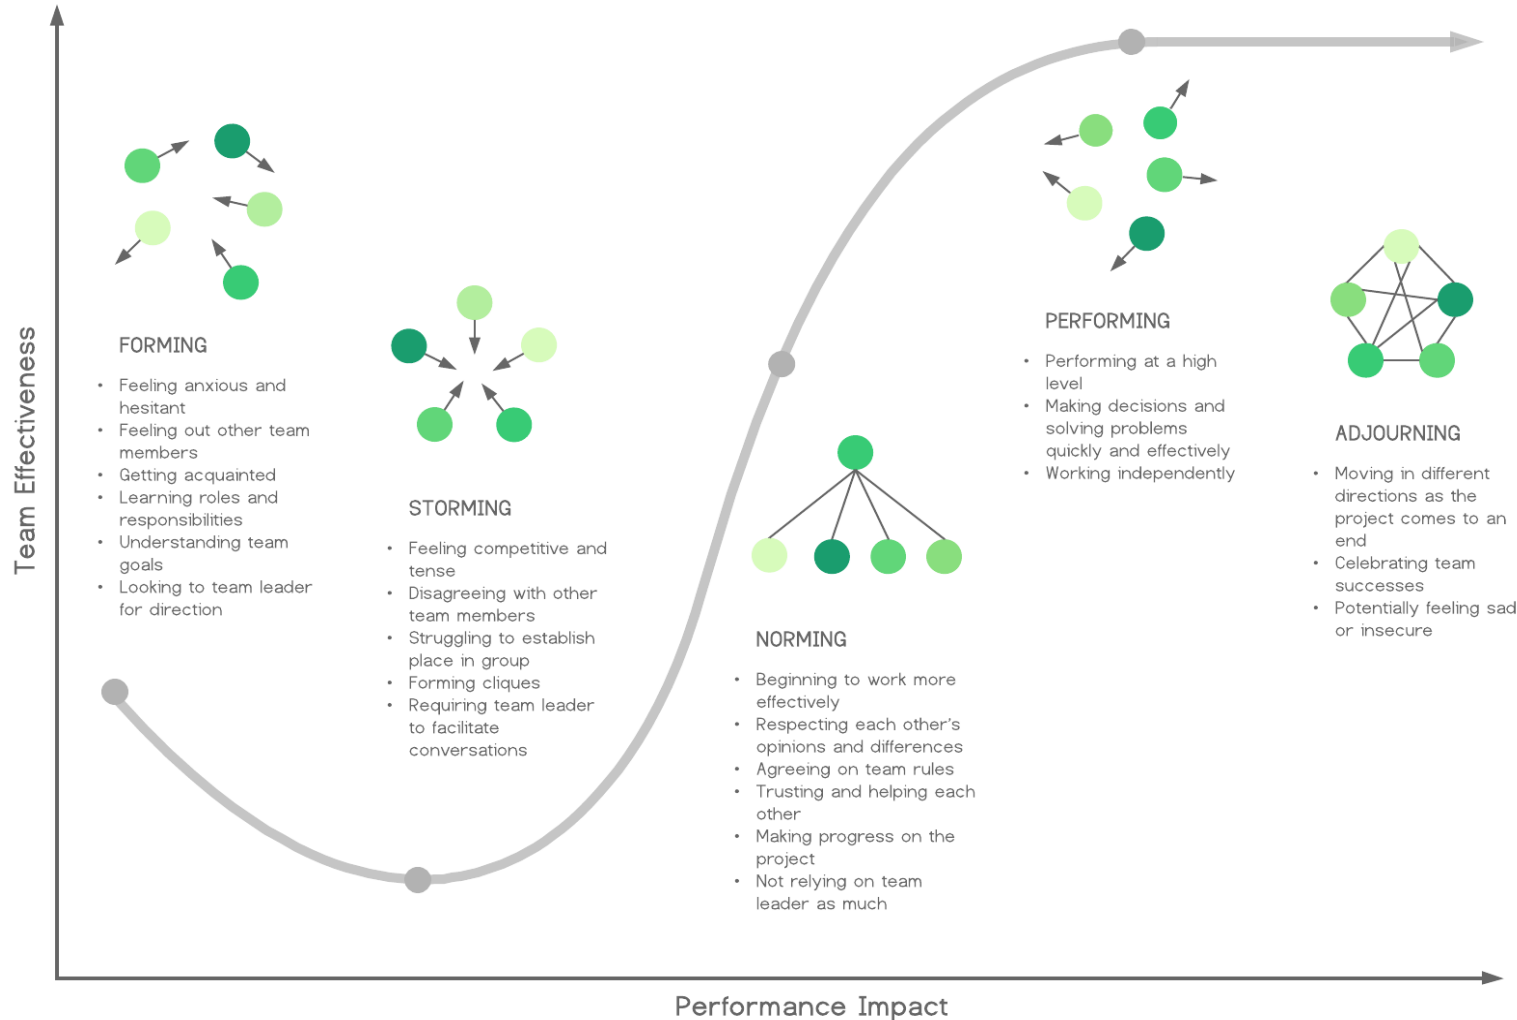 Team Effectiveness
FORMING
• Feeling anxious and
hesitant
• Feeling out other team
members
• Getting acquainted
• Learning roles and
responsibilities
• Understanding team
goals
• Looking to team leader
for direction
STORMING
• Feeling competitive and
tense
• Disagreeing with other
team members
• Struggling to establish
place in group
• Forming cliques
• Requiring team leader
to facilitate
conversations
NORMING
• Beginning to work more
effectively
• Respecting each other's
opinions and differences
• Agreeing on team rules
• Trusting and helping each
other
• Making progress on the
project
• Not relying on team
leader as much
PERFORMING
• Performing at a high
level
• Making decisions and
solving problems
quickly and effectively
• Working independently
ADJOURNING
• Moving in different
directions as the
project comes to an
end
• Celebrating team
successes
• Potentially feeling sad
or insecure
Performance Impact